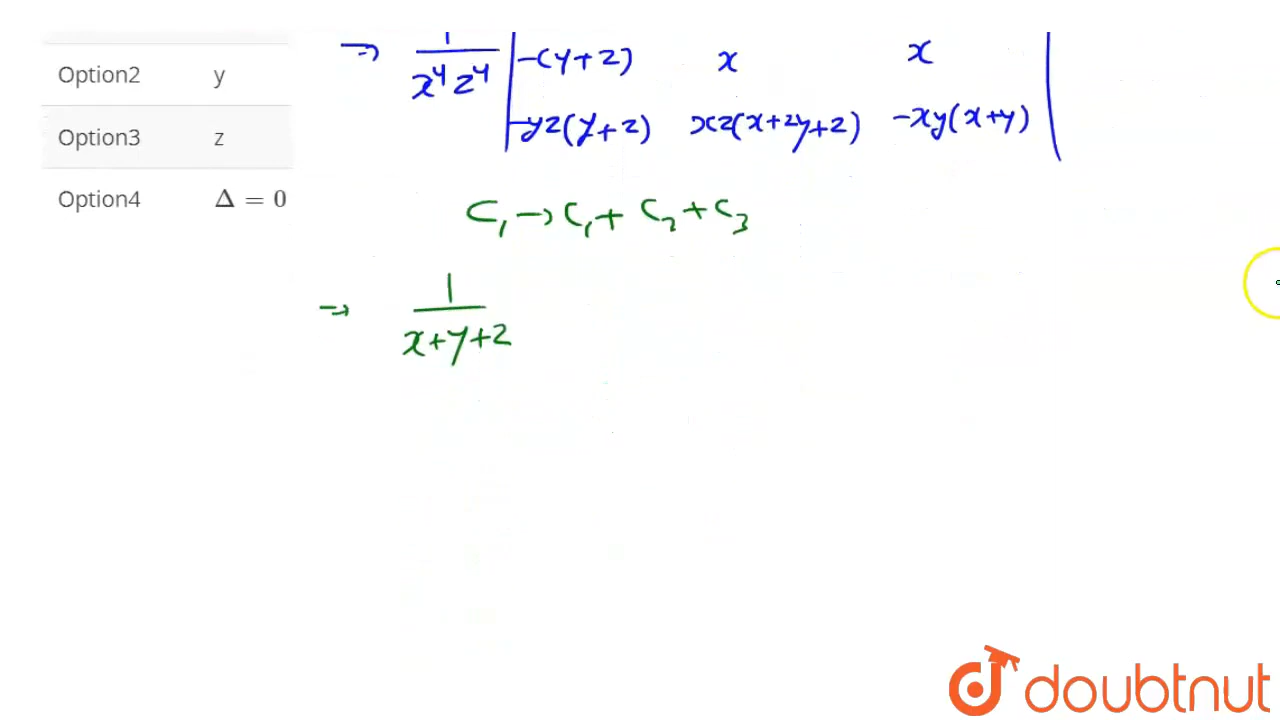 Option2 y
Option3 z
Option4 Δ = 0
→ 1/(x⁴z⁴) | -(y+z) x x |
| -yz(y+z) xz(x+2y+z) -xy(x+y) |
C₁ → C₁ + C₂ + C₃
→ 1/(x+y+z)
doubtnut